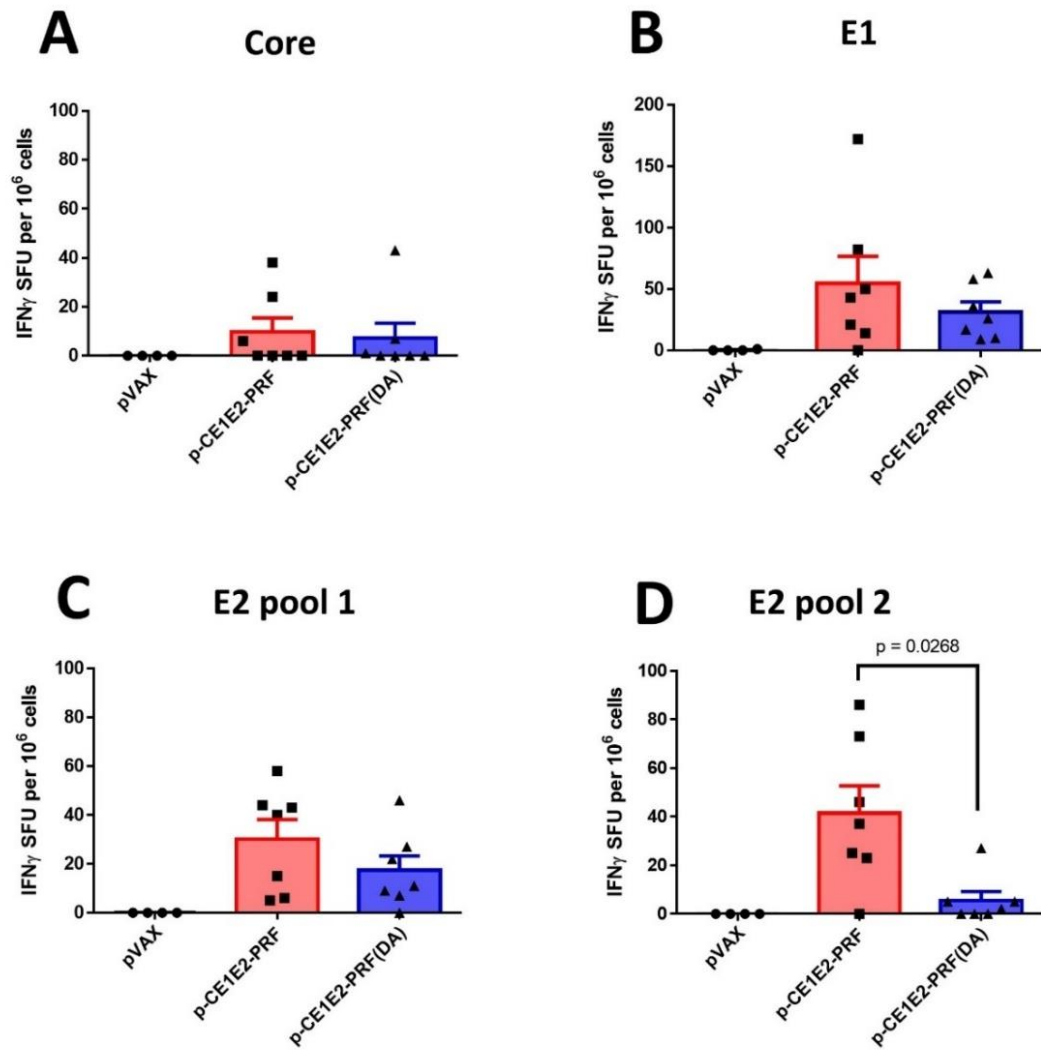 A
Core
IFNγ SFU per 10⁶ cells
100
80
60
40
20
0
pVAX
p-CE1E2-PRF
p-CE1E2-PRF(DA)
B
E1
IFNγ SFU per 10⁶ cells
200
150
100
50
0
pVAX
p-CE1E2-PRF
p-CE1E2-PRF(DA)
C
E2 pool 1
IFNγ SFU per 10⁶ cells
100
80
60
40
20
0
pVAX
p-CE1E2-PRF
p-CE1E2-PRF(DA)
D
E2 pool 2
p = 0.0268
IFNγ SFU per 10⁶ cells
100
80
60
40
20
0
pVAX
p-CE1E2-PRF
p-CE1E2-PRF(DA)